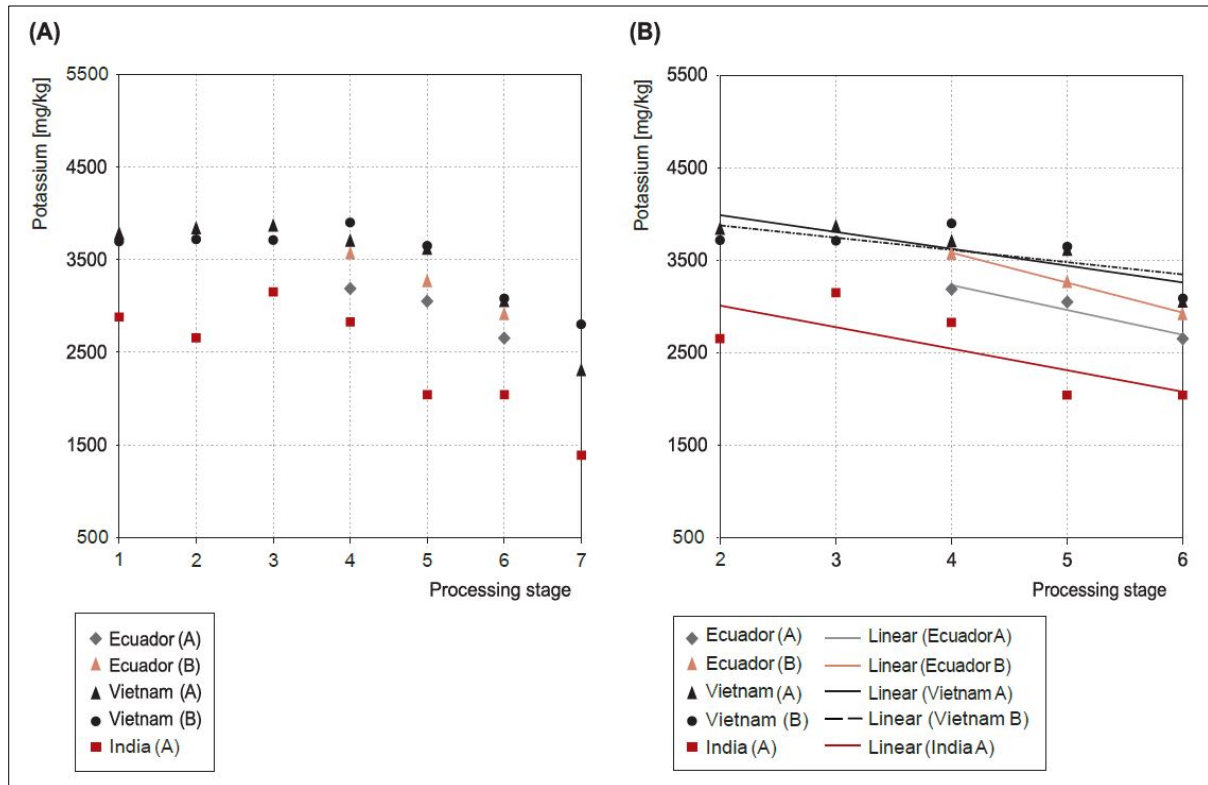 (A)
Potassium [mg/kg]
5500
4500
3500
2500
1500
500
1 2 3 4 5 6 7
Processing stage
Ecuador (A)
Ecuador (B)
Vietnam (A)
Vietnam (B)
India (A)
(B)
Potassium [mg/kg]
5500
4500
3500
2500
1500
500
2 3 4 5 6
Processing stage
Ecuador (A) Linear (Ecuador A)
Ecuador (B) Linear (Ecuador B)
Vietnam (A) Linear (Vietnam A)
Vietnam (B) Linear (Vietnam B)
India (A) Linear (India A)